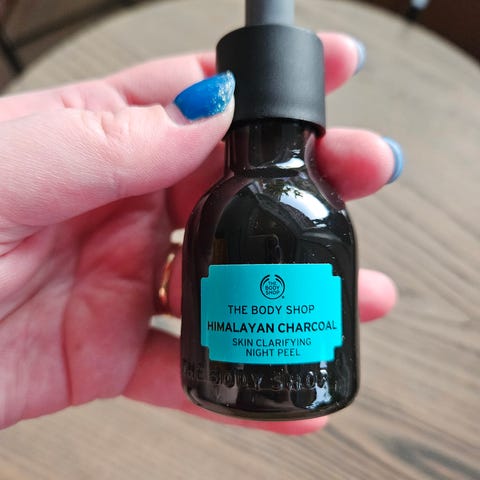 THE
BODY
SHOP
THE BODY SHOP
HIMALAYAN CHARCOAL
SKIN CLARIFYING
NIGHT PEEL
THE BODY SHOP